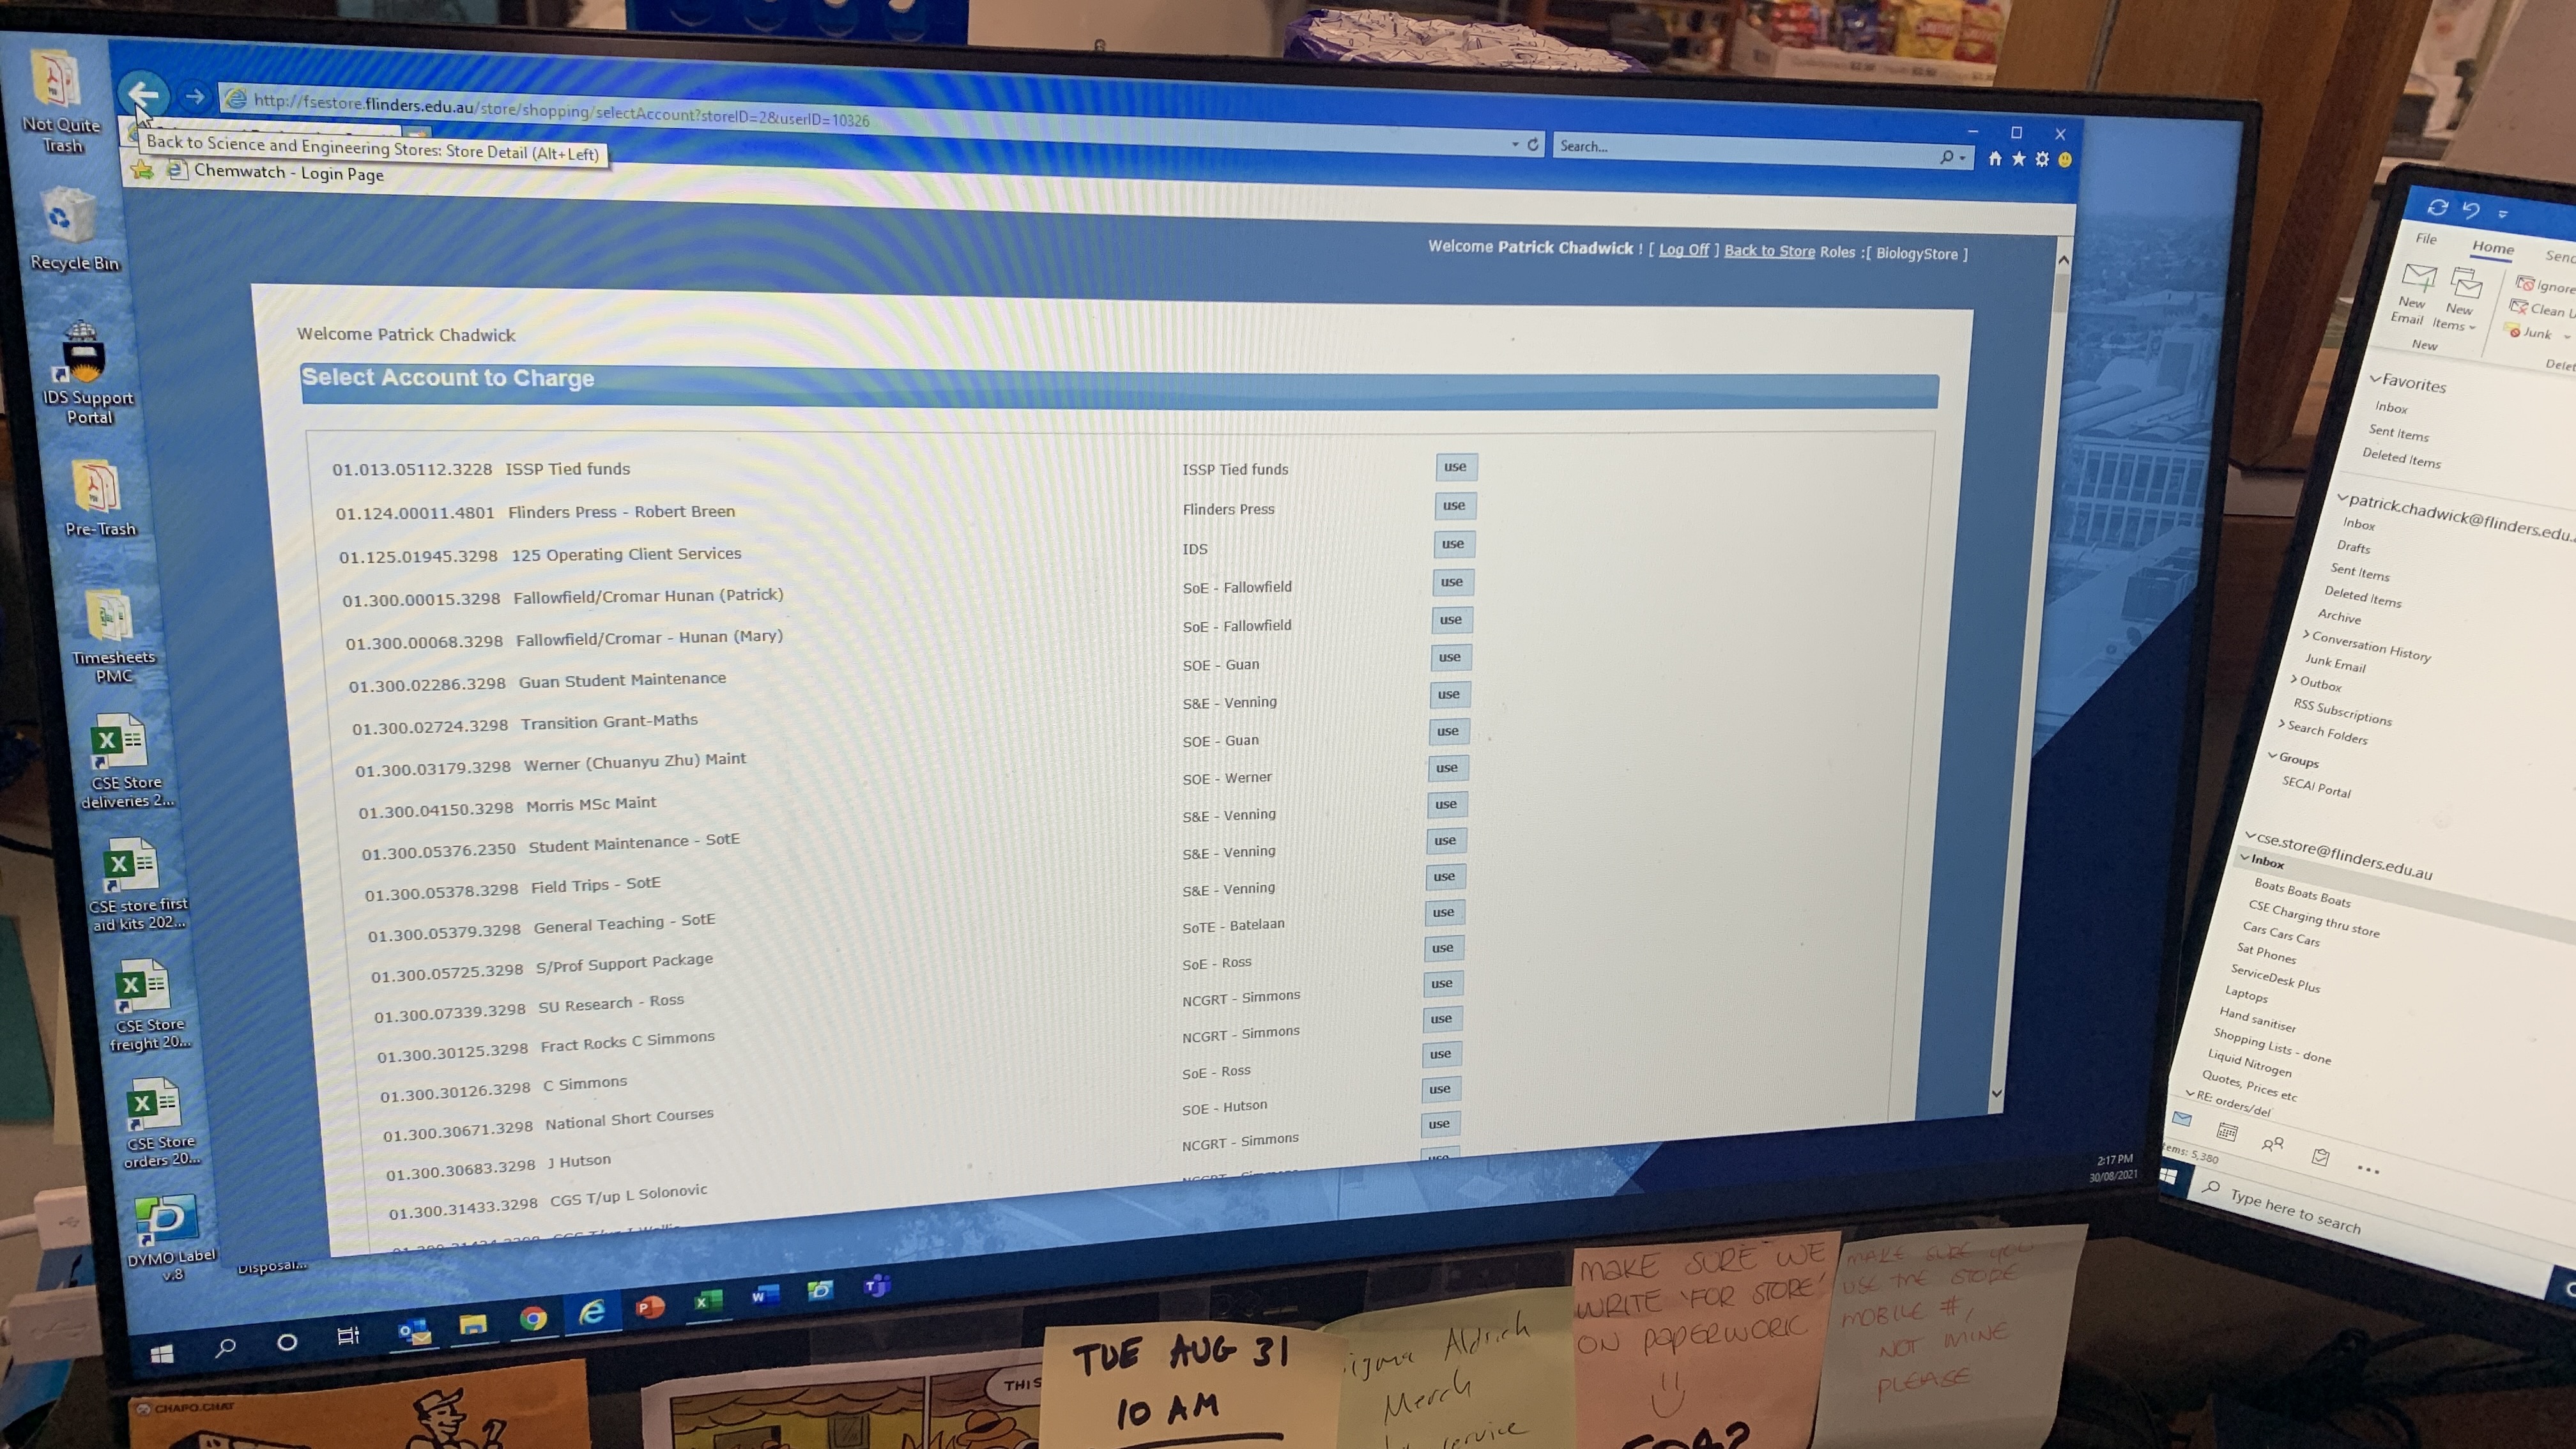 Not Quite
Trash
Recycle Bin
IDS Support
Portal
Pre-Trash
Timesheets
PMC
CSE Store
deliveries 2...
CSE store first
aid kits 202...
CSE Store
freight 20...
CSE Store
orders 20...
DYMO Label
v.8
Disposal...
http://fsestore.flinders.edu.au/store/shopping/selectAccount?storeID=2&userID=10326
Search...
Back to Science and Engineering Stores: Store Detail (Alt+Left)
Chemwatch - Login Page
Welcome Patrick Chadwick ! [ Log Off ] Back to Store Roles :[ BiologyStore ]
Welcome Patrick Chadwick
Select Account to Charge
01.013.05112.3228 ISSP Tied funds
01.124.00011.4801 Flinders Press - Robert Breen
01.125.01945.3298 125 Operating Client Services
01.300.00015.3298 Fallowfield/Cromar Hunan (Patrick)
01.300.00068.3298 Fallowfield/Cromar - Hunan (Mary)
01.300.02286.3298 Guan Student Maintenance
01.300.02724.3298 Transition Grant-Maths
01.300.03179.3298 Werner (Chuanyu Zhu) Maint
01.300.04150.3298 Morris MSc Maint
01.300.05376.2350 Student Maintenance - SotE
01.300.05378.3298 Field Trips - SotE
01.300.05379.3298 General Teaching - SotE
01.300.05725.3298 S/Prof Support Package
01.300.07339.3298 SU Research - Ross
01.300.30125.3298 Fract Rocks C Simmons
01.300.30126.3298 C Simmons
01.300.30671.3298 National Short Courses
01.300.30683.3298 J Hutson
01.300.31433.3298 CGS T/up L Solonovic
ISSP Tied funds use
Flinders Press use
IDS use
SoE - Fallowfield use
SoE - Fallowfield use
SOE - Guan use
S&E - Venning use
SOE - Guan use
SOE - Werner use
S&E - Venning use
S&E - Venning use
S&E - Venning use
SoTE - Batelaan use
SoE - Ross use
NCGRT - Simmons use
NCGRT - Simmons use
SoE - Ross use
SOE - Hutson use
NCGRT - Simmons use
2:17 PM
30/08/2021
File Home
New
Email
New
Items
New
Ignore
Clean U
Junk
Favorites
Inbox
Sent Items
Deleted Items
patrick.chadwick@flinders.edu.
Inbox
Drafts
Sent Items
Deleted Items
Archive
Conversation History
Junk Email
Outbox
RSS Subscriptions
Search Folders
Groups
SECAI Portal
cse.store@flinders.edu.au
Inbox
Boats Boats Boats
CSE Charging thru store
Cars Cars Cars
Sat Phones
ServiceDesk Plus
Laptops
Hand sanitiser
Shopping Lists - done
Liquid Nitrogen
Quotes, Prices etc
RE: orders/del
5,380
Type here to search
CHAPO.CHAT
THIS
TUE AUG 31
10 AM
Aldrich
Merck
MAKE SURE WE
WRITE 'FOR STORE'
ON PAPERWORK
MAKE SURE YOU
USE THE STORE
MOBILE #,
NOT MINE
PLEASE